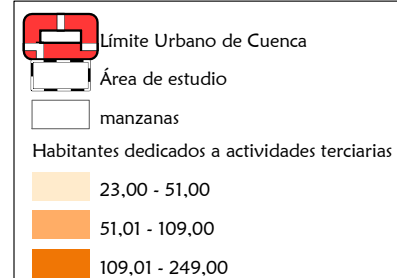 Límite Urbano de Cuenca
Área de estudio
manzanas
Habitantes dedicados a actividades terciarias
23,00 - 51,00
51,01 - 109,00
109,01 - 249,00